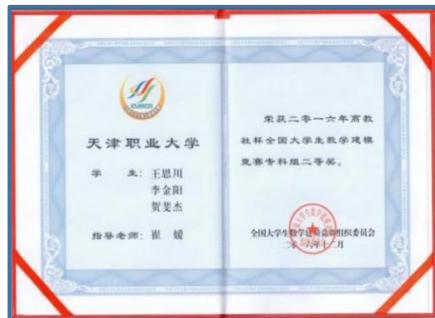 CUMCM
天津职业大学
学 生：王思川
李金阳
贺斐杰
指导老师：崔 媛
荣获二零一六年高教
社杯全国大学生数学建模
竞赛专科组二等奖。
全国大学生数学建模竞赛组织委员会
二零一六年十二月